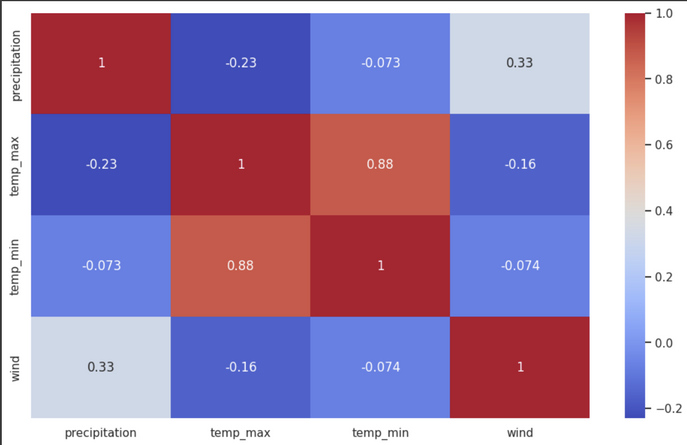 precipitation 1 -0.23 -0.073 0.33
temp_max -0.23 1 0.88 -0.16
temp_min -0.073 0.88 1 -0.074
wind 0.33 -0.16 -0.074 1
precipitation temp_max temp_min wind
1.0
0.8
0.6
0.4
0.2
0.0
−0.2